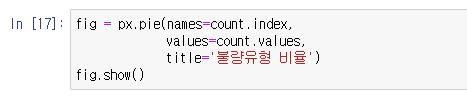 In [17]: fig = px.pie(names=count.index,
values=count.values,
title='불량유형 비율')
fig.show()